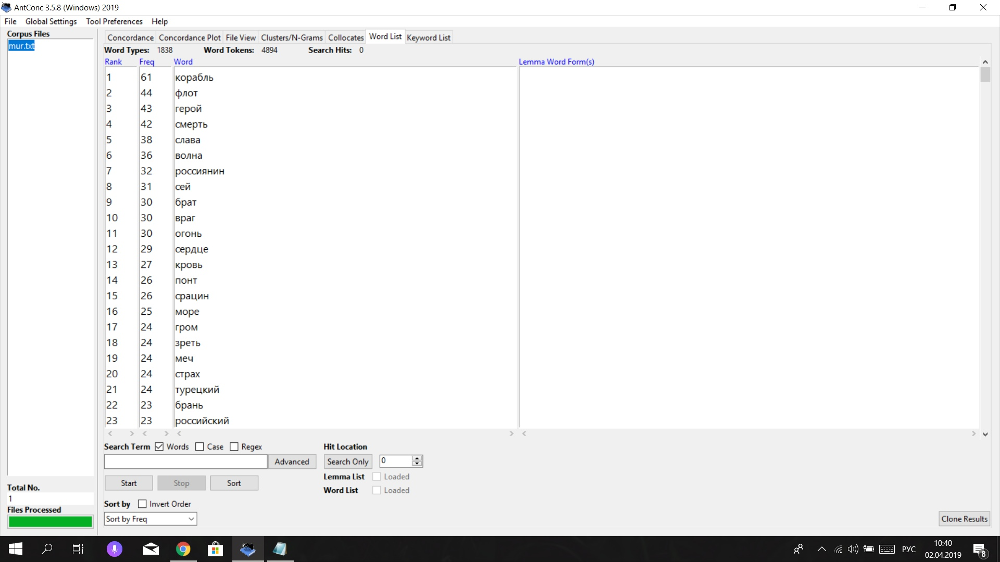 AntConc 3.5.8 (Windows) 2019
File Global Settings Tool Preferences Help
Corpus Files
mur.txt
Concordance Concordance Plot File View Clusters/N-Grams Collocates Word List Keyword List
Word Types: 1838 Word Tokens: 4894 Search Hits: 0
Rank Freq Word Lemma Word Form(s)
1 61 корабль
2 44 флот
3 43 герой
4 42 смерть
5 38 слава
6 36 волна
7 32 россиянин
8 31 сей
9 30 брат
10 30 враг
11 30 огонь
12 29 сердце
13 27 кровь
14 26 понт
15 26 срацин
16 25 море
17 24 гром
18 24 зреть
19 24 меч
20 24 страх
21 24 турецкий
22 23 брань
23 23 российский
Search Term Words Case Regex Hit Location
Advanced Search Only 0
Start Stop Sort
Lemma List Loaded
Word List Loaded
Total No.
1
Files Processed
Sort by Invert Order
Sort by Freq
Clone Results
РУС
10:40
02.04.2019
8